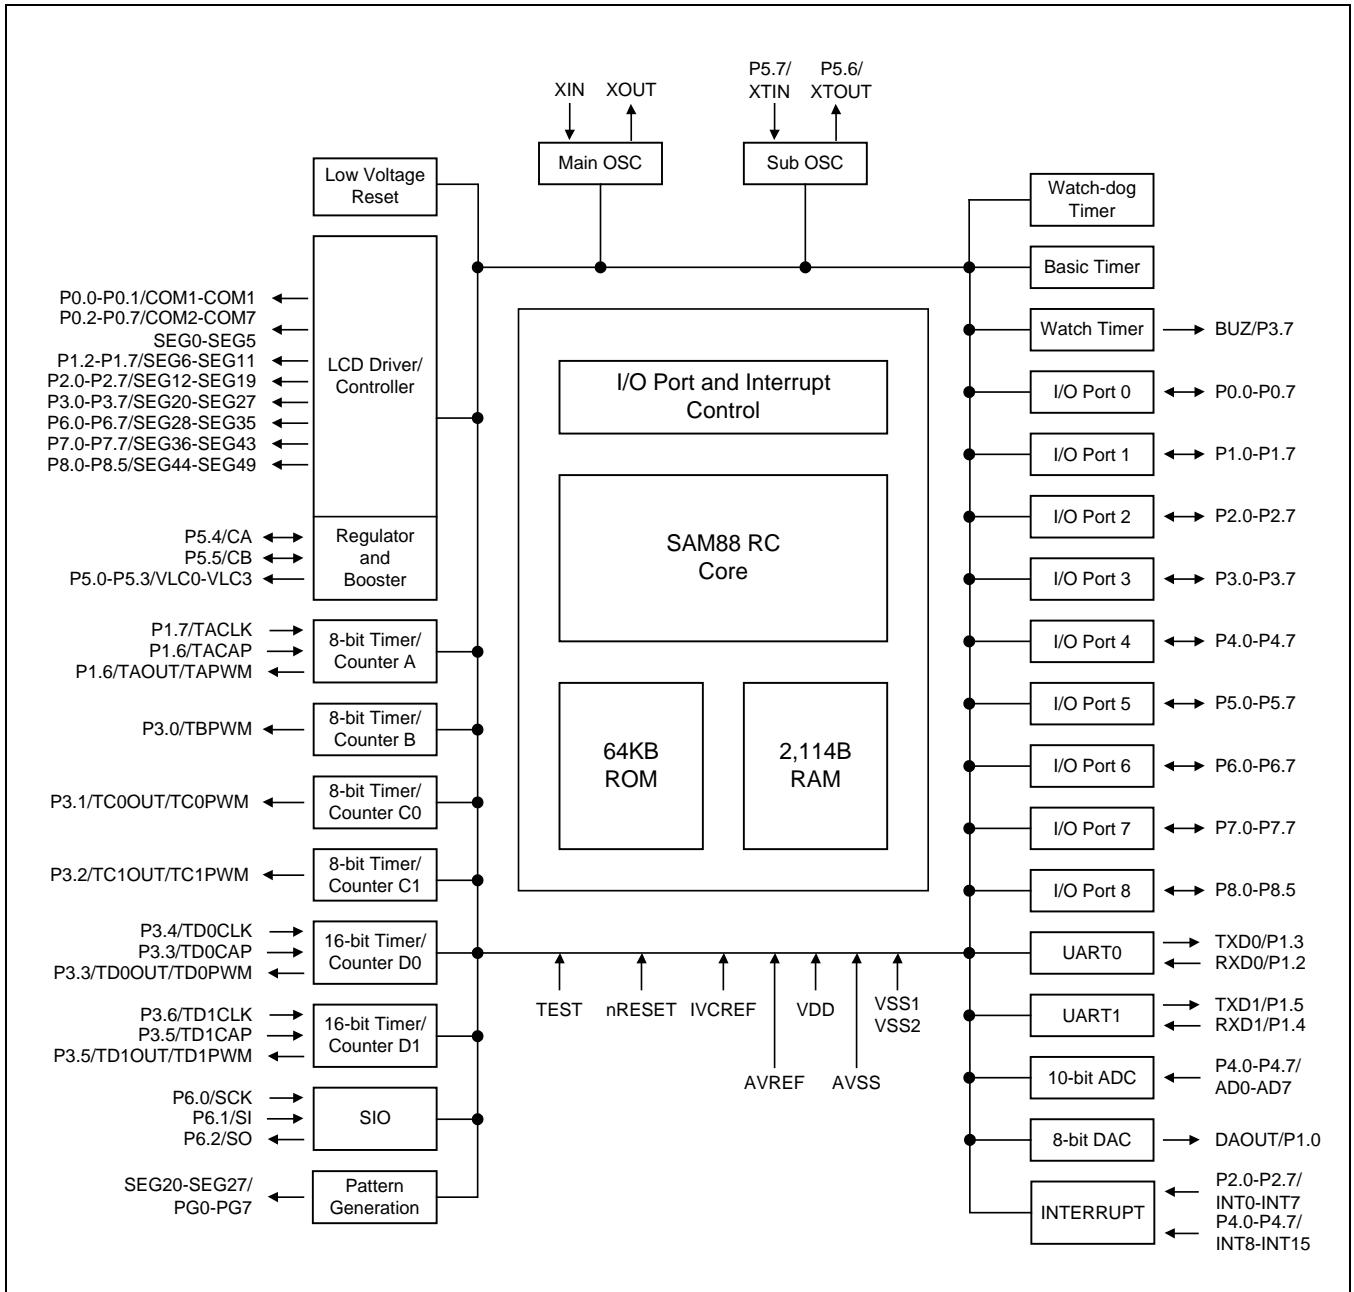 XIN
XOUT
P5.7/
XTIN
P5.6/
XTOUT
Main OSC
Sub OSC
Low Voltage
Reset
LCD Driver/
Controller
P0.0-P0.1/COM1-COM1
P0.2-P0.7/COM2-COM7
SEG0-SEG5
P1.2-P1.7/SEG6-SEG11
P2.0-P2.7/SEG12-SEG19
P3.0-P3.7/SEG20-SEG27
P6.0-P6.7/SEG28-SEG35
P7.0-P7.7/SEG36-SEG43
P8.0-P8.5/SEG44-SEG49
P5.4/CA
P5.5/CB
P5.0-P5.3/VLC0-VLC3
Regulator
and
Booster
P1.7/TACLK
P1.6/TACAP
P1.6/TAOUT/TAPWM
8-bit Timer/
Counter A
P3.0/TBPWM
8-bit Timer/
Counter B
P3.1/TC0OUT/TC0PWM
8-bit Timer/
Counter C0
P3.2/TC1OUT/TC1PWM
8-bit Timer/
Counter C1
P3.4/TD0CLK
P3.3/TD0CAP
P3.3/TD0OUT/TD0PWM
16-bit Timer/
Counter D0
P3.6/TD1CLK
P3.5/TD1CAP
P3.5/TD1OUT/TD1PWM
16-bit Timer/
Counter D1
P6.0/SCK
P6.1/SI
P6.2/SO
SIO
SEG20-SEG27/
PG0-PG7
Pattern
Generation
I/O Port and Interrupt
Control
SAM88 RC
Core
64KB
ROM
2,114B
RAM
TEST
nRESET
IVCREF
AVREF
VDD
AVSS
VSS1
VSS2
Watch-dog
Timer
Basic Timer
Watch Timer
BUZ/P3.7
I/O Port 0
P0.0-P0.7
I/O Port 1
P1.0-P1.7
I/O Port 2
P2.0-P2.7
I/O Port 3
P3.0-P3.7
I/O Port 4
P4.0-P4.7
I/O Port 5
P5.0-P5.7
I/O Port 6
P6.0-P6.7
I/O Port 7
P7.0-P7.7
I/O Port 8
P8.0-P8.5
UART0
TXD0/P1.3
RXD0/P1.2
UART1
TXD1/P1.5
RXD1/P1.4
10-bit ADC
P4.0-P4.7/
AD0-AD7
8-bit DAC
DAOUT/P1.0
INTERRUPT
P2.0-P2.7/
INT0-INT7
P4.0-P4.7/
INT8-INT15